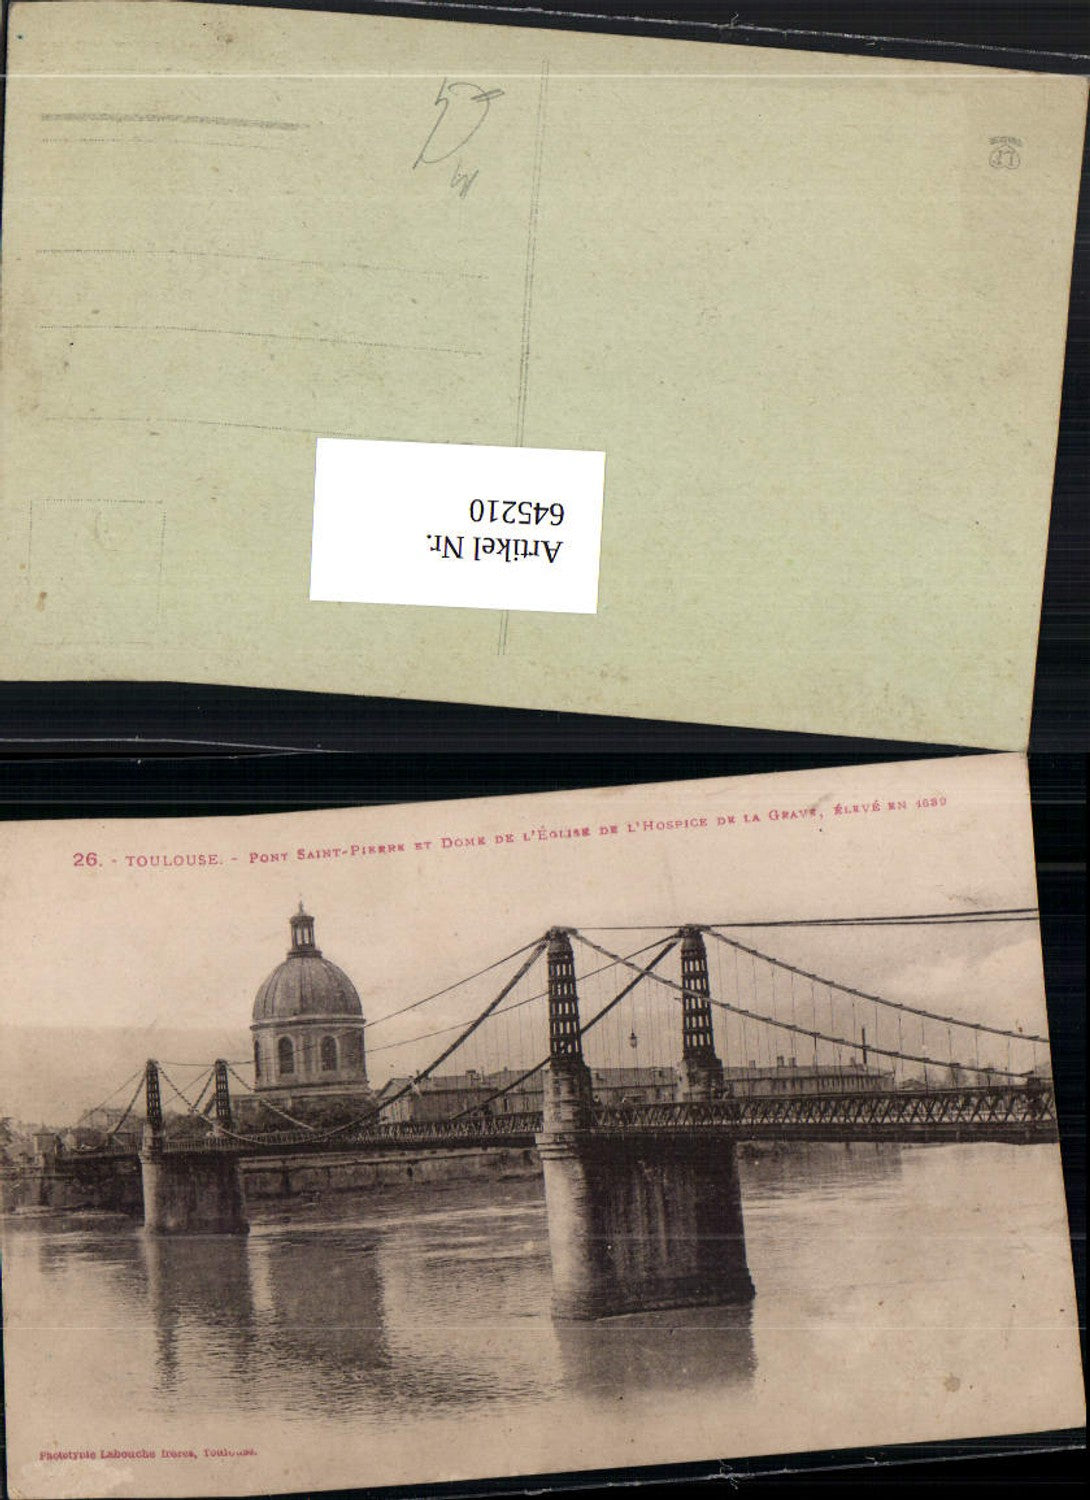 Artikel Nr.
645210
26. - TOULOUSE. - PONT SAINT-PIERRE ET DOME DE L'ÉGLISE DE L'HOSPICE DE LA GRAVE, ÉLEVÉ EN
Phototypie Labouche frères, Toulouse.